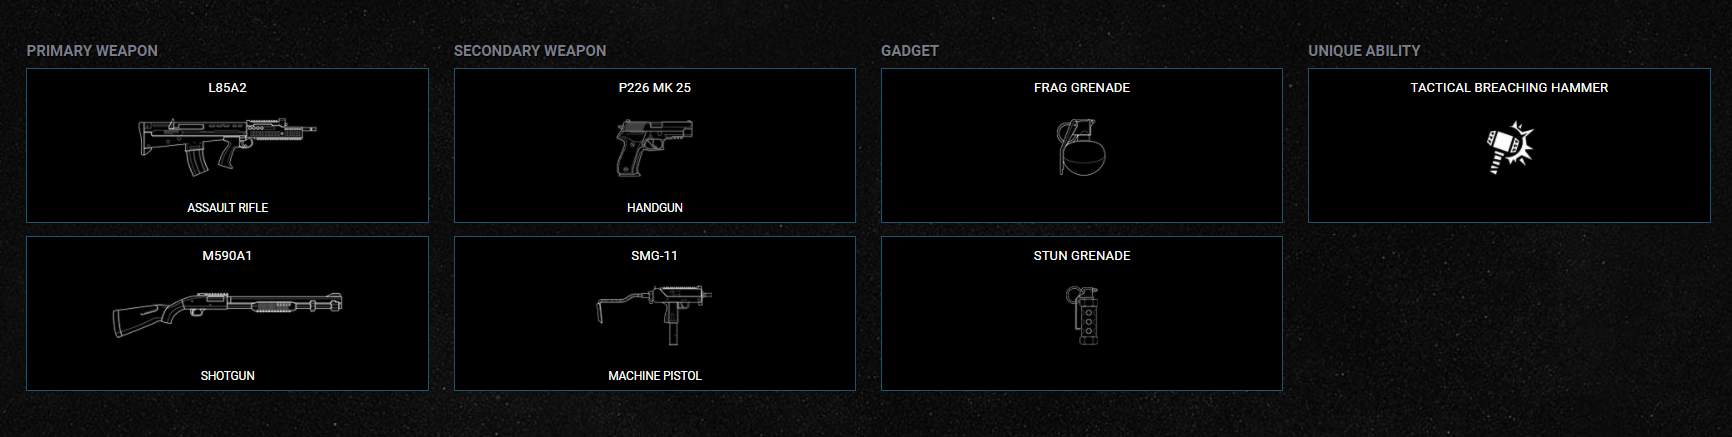 PRIMARY WEAPON
SECONDARY WEAPON
GADGET
UNIQUE ABILITY
L85A2
P226 MK 25
FRAG GRENADE
TACTICAL BREACHING HAMMER
ASSAULT RIFLE
HANDGUN
M590A1
SMG-11
STUN GRENADE
SHOTGUN
MACHINE PISTOL